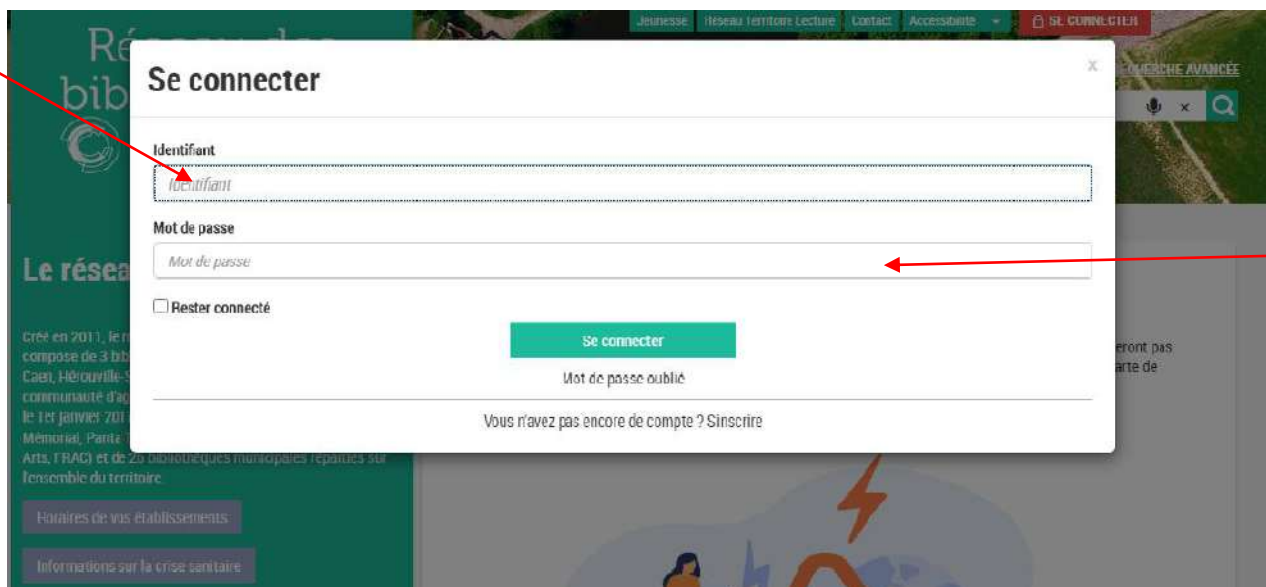 Jeunesse Réseau Territoire Lecture Contact Accessibilité SE CONNECTER
Ré
bib
RECHERCHE AVANCÉE
Se connecter
x
Identifiant
Identifiant
Mot de passe
Mot de passe
Rester connecté
Se connecter
Mot de passe oublié
Vous n'avez pas encore de compte ? Sinscrire
Le résea
Créé en 2011, le r
compose de 3 bib
Caen, Hérouville-S
communauté d'ag
le 1er janvier 201
Mémorial, Panta T
Arts, FRAC) et de 26 bibliothèques municipales réparties sur
l'ensemble du territoire.
eront pas
arte de
Horaires de vos établissements
Informations sur la crise sanitaire